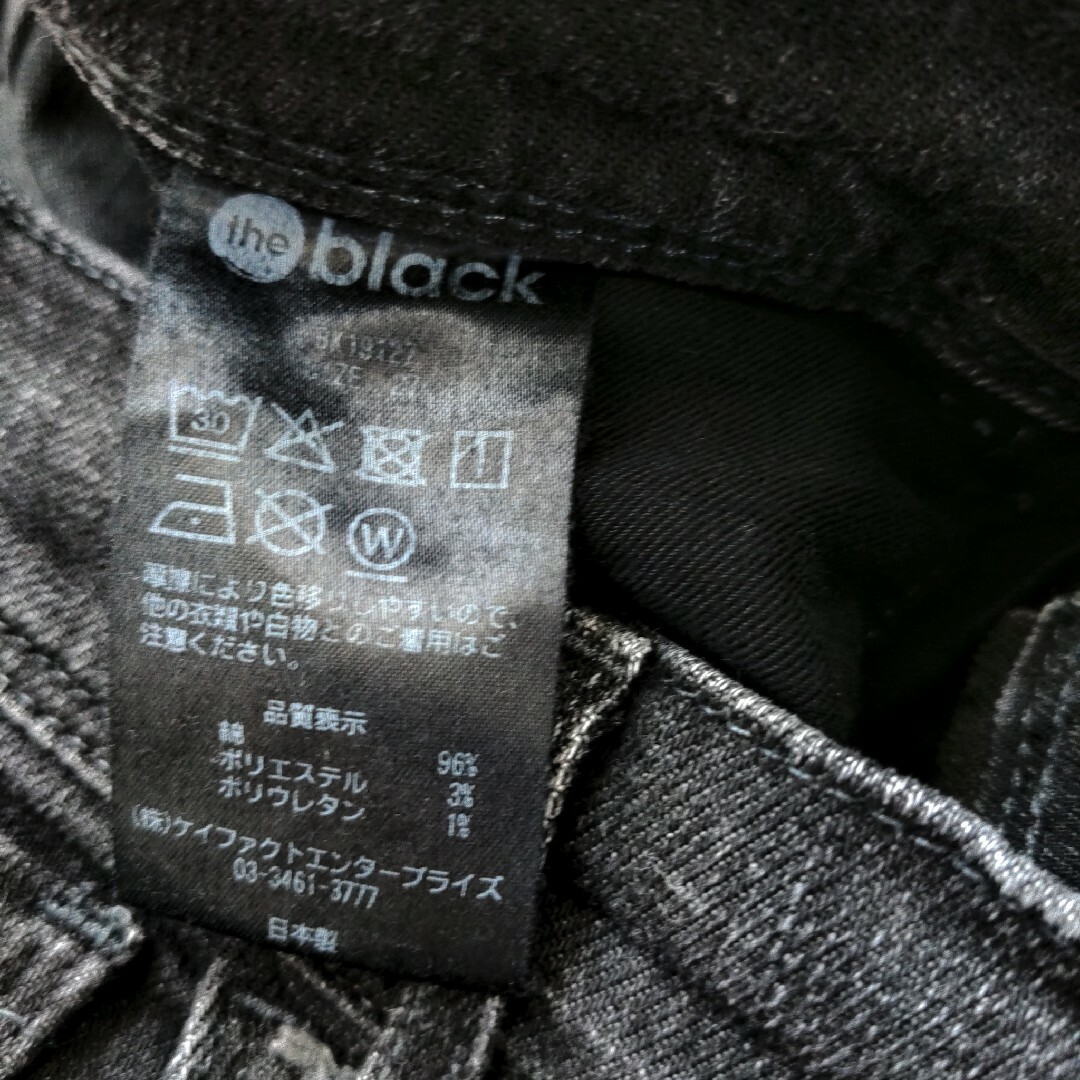 the black
30
W
摩擦により色移りしやすいので、
他の衣類や白物とのご着用はご
注意ください。
品質表示
綿 96%
ポリエステル 3%
ポリウレタン 1%
(株)ケイファクトエンタープライズ
03-3461-3777
日本製